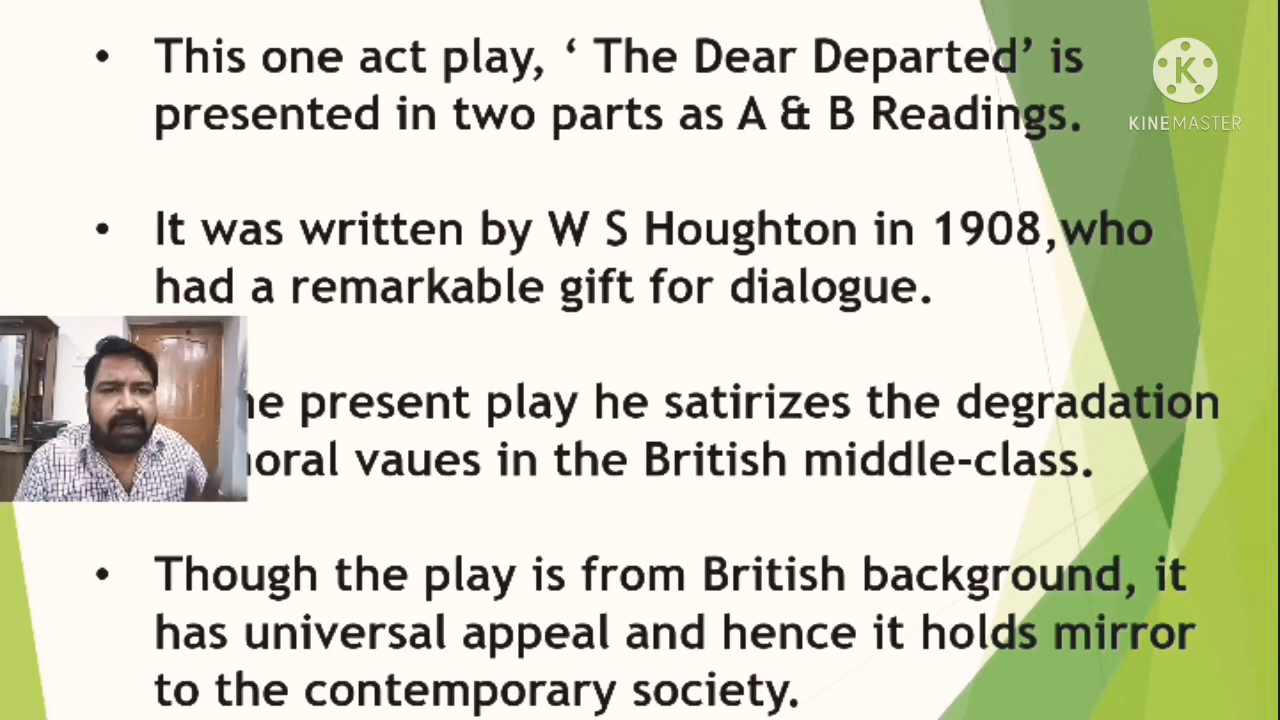 • This one act play, ‘ The Dear Departed’ is
presented in two parts as A & B Readings.
• It was written by W S Houghton in 1908,who
had a remarkable gift for dialogue.
present play he satirizes the degradation
vaues in the British middle-class.
• Though the play is from British background, it
has universal appeal and hence it holds mirror
to the contemporary society.
K
KINEMASTER